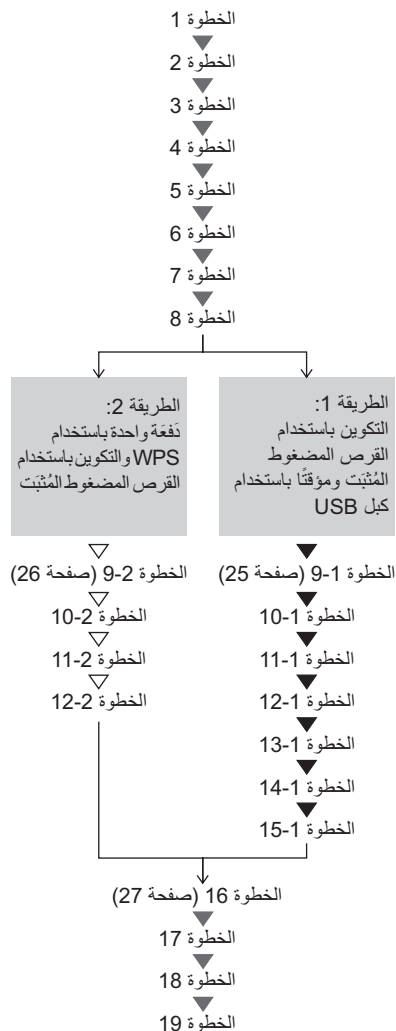 الخطوة 1
الخطوة 2
الخطوة 3
الخطوة 4
الخطوة 5
الخطوة 6
الخطوة 7
الخطوة 8
الطريقة 1:
التكوين باستخدام
القرص المضغوط
المُثبَت ومؤقتًا باستخدام
كبل USB
الخطوة 9-1 (صفحة 25)
الخطوة 10-1
الخطوة 11-1
الخطوة 12-1
الخطوة 13-1
الخطوة 14-1
الخطوة 15-1
الطريقة 2:
دَفعَة واحدة باستخدام
WPS والتكوين باستخدام
القرص المضغوط المُثبَت
الخطوة 9-2 (صفحة 26)
الخطوة 10-2
الخطوة 11-2
الخطوة 12-2
الخطوة 16 (صفحة 27)
الخطوة 17
الخطوة 18
الخطوة 19